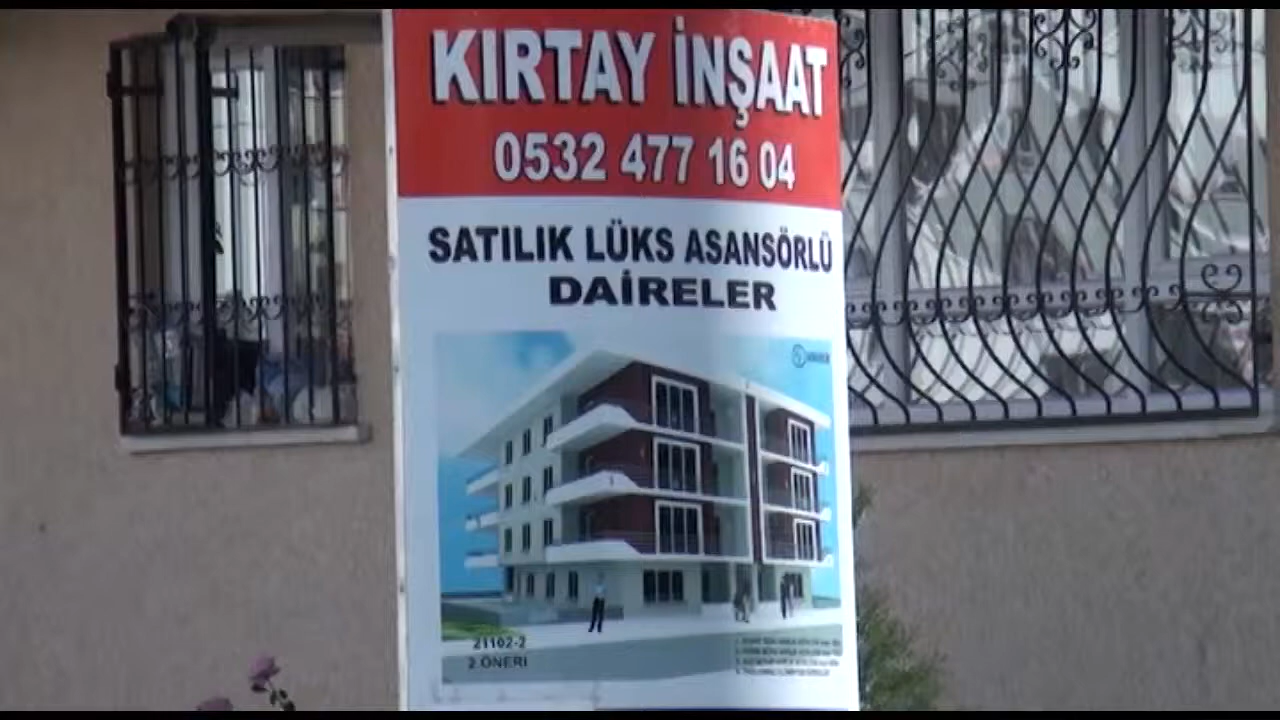 KIRTAY İNŞAAT
0532 477 16 04
SATILIK LÜKS ASANSÖRLÜ
DAİRELER
21102-2
2.ÖNERİ